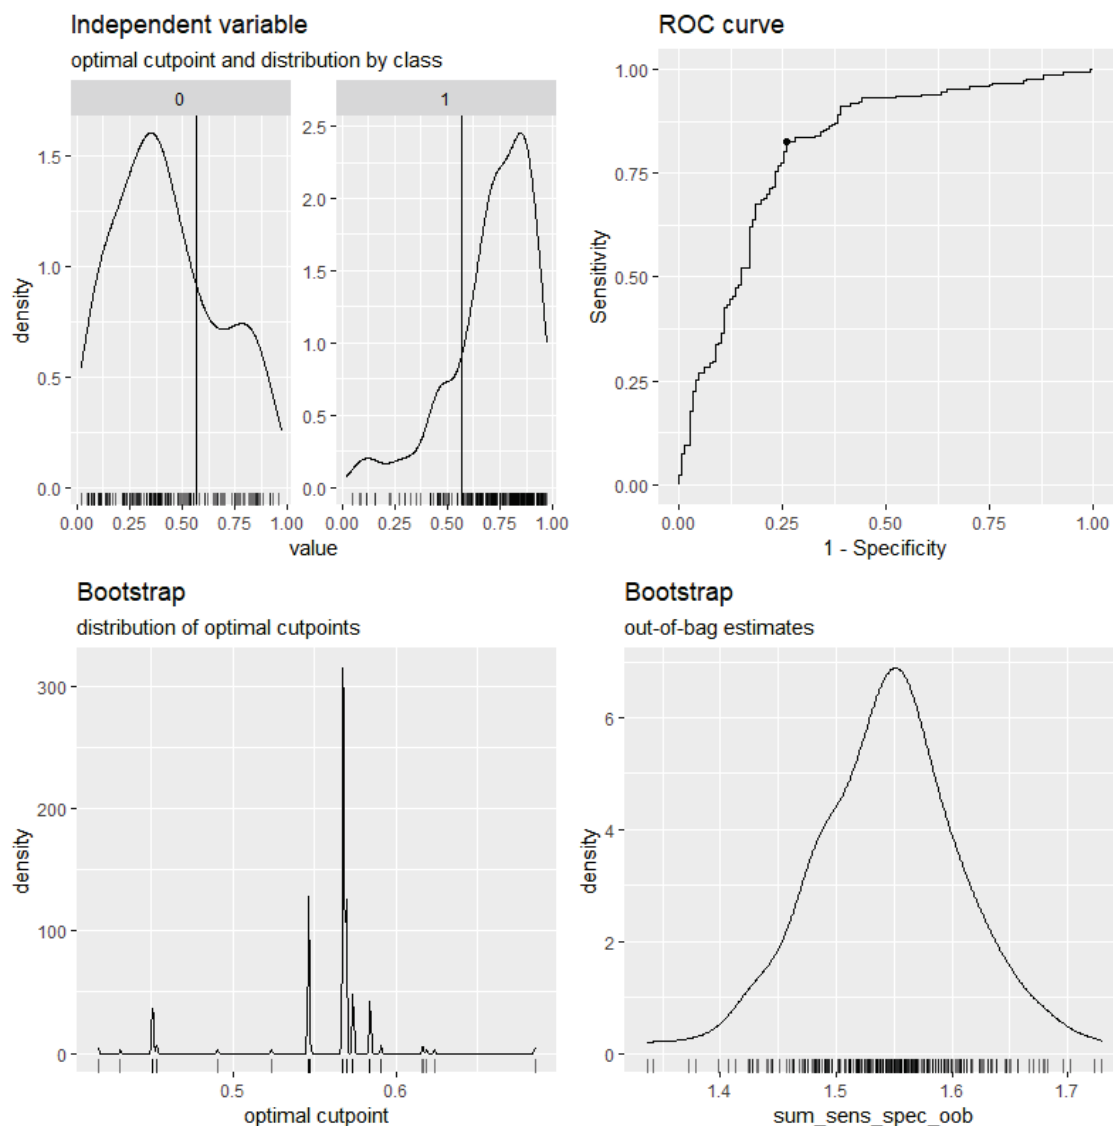 Independent variable
optimal cutpoint and distribution by class
0
1
density
1.5
1.0
0.5
0.0
2.5
2.0
1.5
1.0
0.5
0.0
0.00 0.25 0.50 0.75 1.00
0.00 0.25 0.50 0.75 1.00
value
ROC curve
Sensitivity
1.00
0.75
0.50
0.25
0.00
0.00 0.25 0.50 0.75 1.00
1 - Specificity
Bootstrap
distribution of optimal cutpoints
density
300
200
100
0
0.5 0.6
optimal cutpoint
Bootstrap
out-of-bag estimates
density
6
4
2
0
1.4 1.5 1.6 1.7
sum_sens_spec_oob